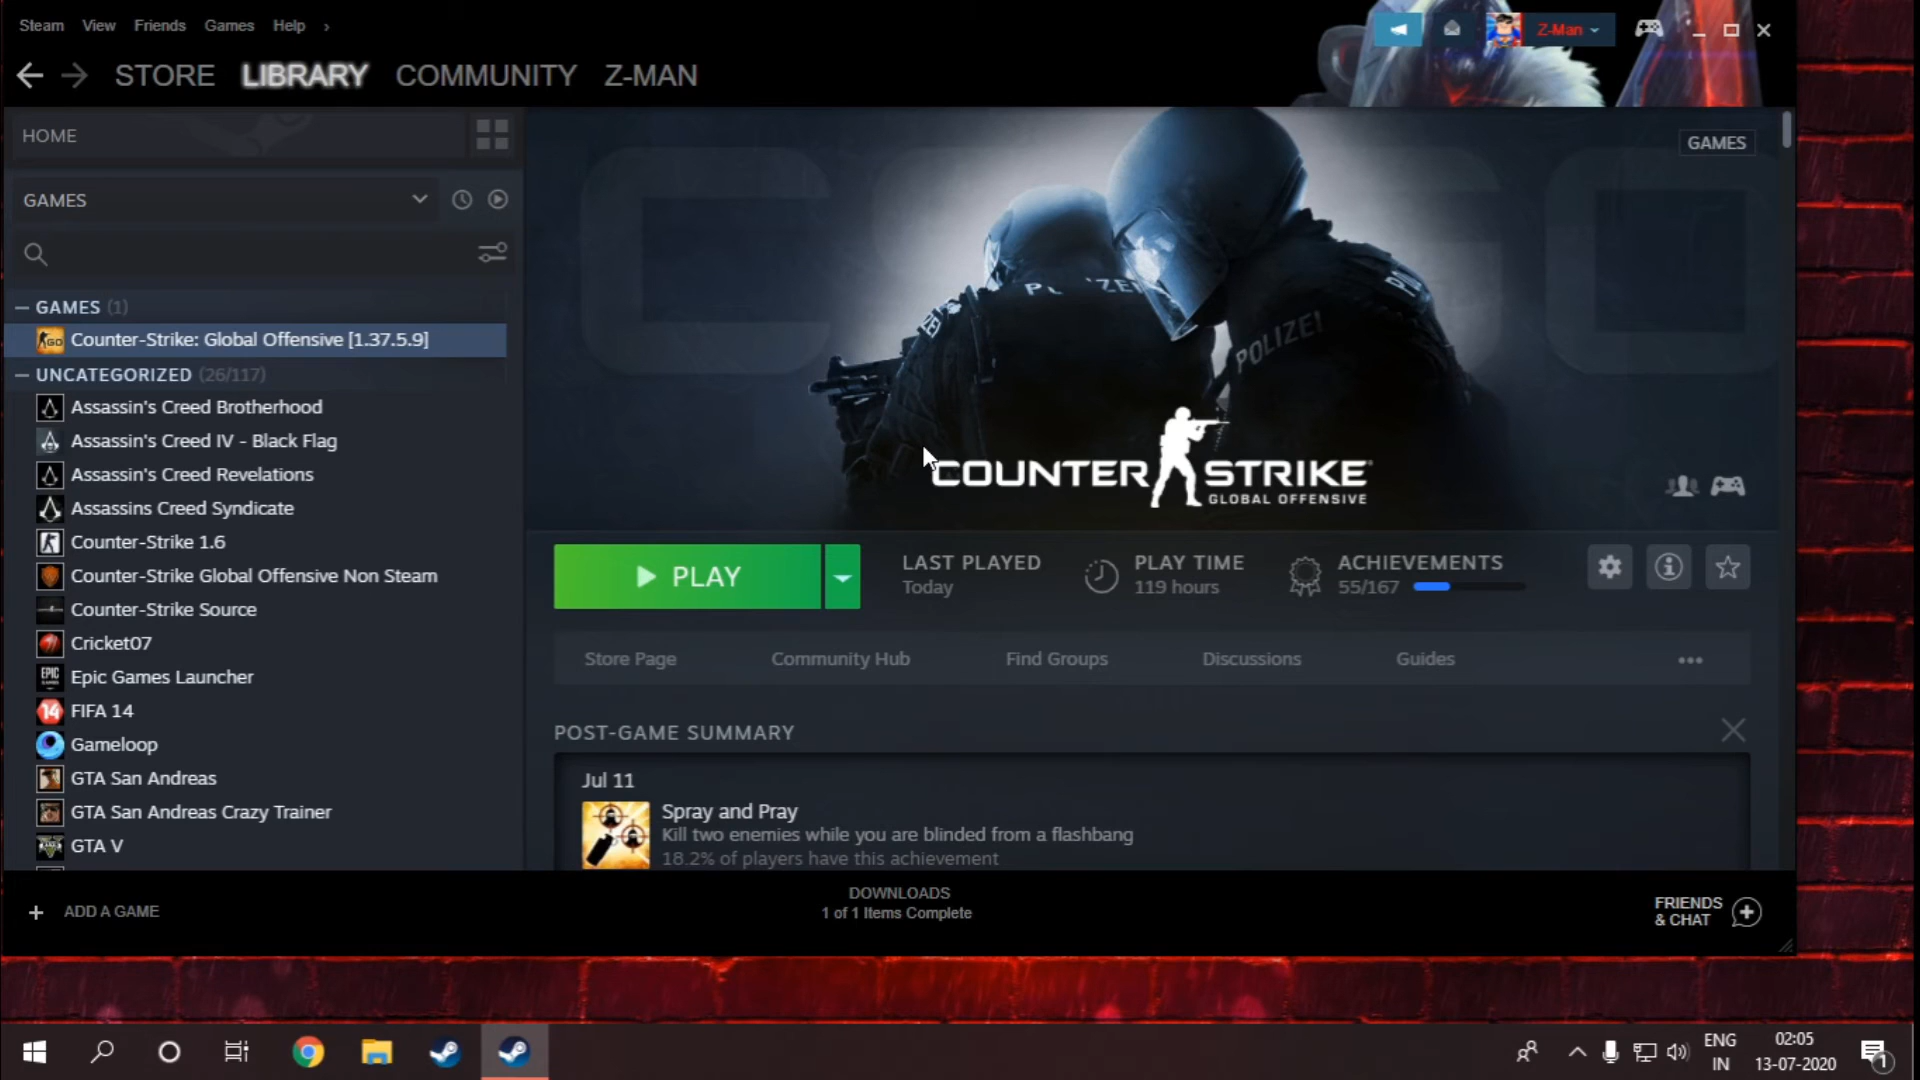 Steam View Friends Games Help
Z-Man
STORE LIBRARY COMMUNITY Z-MAN
HOME
GAMES
GAMES
— GAMES (1)
Counter-Strike: Global Offensive [1.37.5.9]
— UNCATEGORIZED (26/117)
Assassin's Creed Brotherhood
Assassin's Creed IV - Black Flag
Assassin's Creed Revelations
Assassins Creed Syndicate
Counter-Strike 1.6
Counter-Strike Global Offensive Non Steam
Counter-Strike Source
Cricket07
Epic Games Launcher
FIFA 14
Gameloop
GTA San Andreas
GTA San Andreas Crazy Trainer
GTA V
POLIZEI
COUNTER STRIKE
GLOBAL OFFENSIVE
PLAY
LAST PLAYED
Today
PLAY TIME
119 hours
ACHIEVEMENTS
55/167
Store Page Community Hub Find Groups Discussions Guides
POST-GAME SUMMARY
Jul 11
Spray and Pray
Kill two enemies while you are blinded from a flashbang
18.2% of players have this achievement
+ ADD A GAME
DOWNLOADS
1 of 1 Items Complete
FRIENDS
& CHAT
ENG
IN
02:05
13-07-2020
1